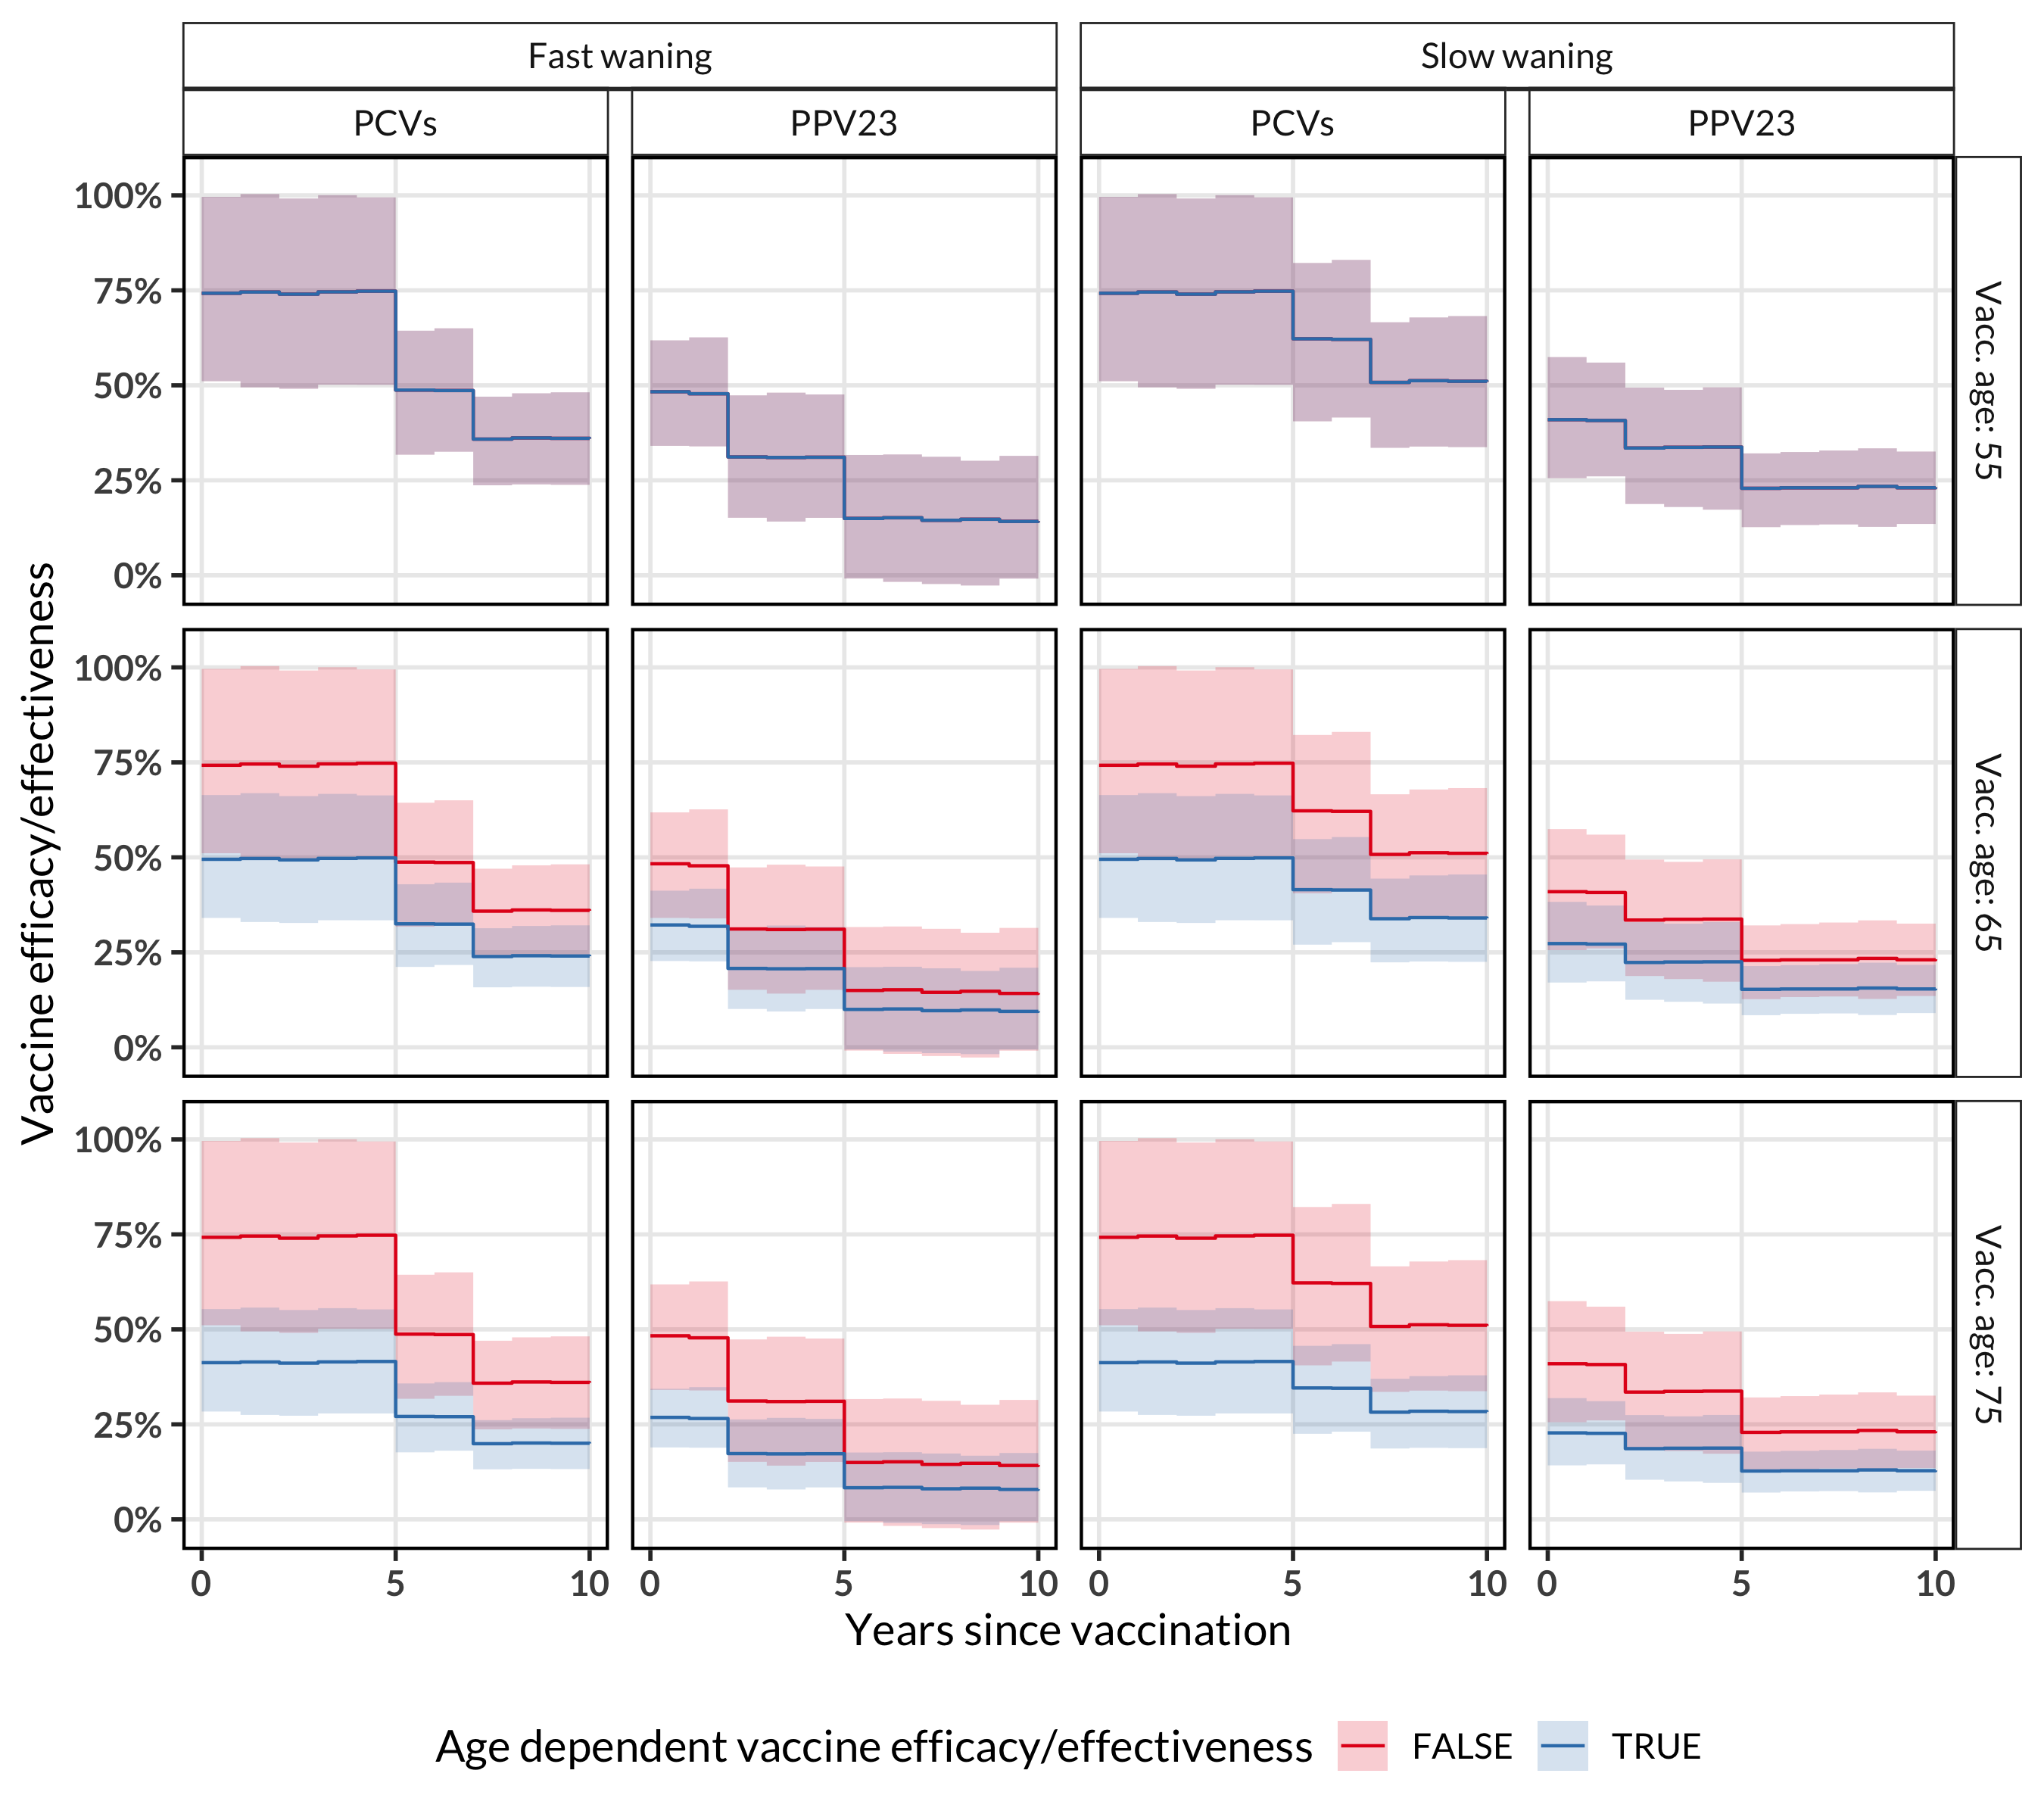 Fast waning
Slow waning
PCVs
PPV23
PCVs
PPV23
100%
75%
50%
25%
0%
Vacc. age: 55
100%
75%
50%
25%
0%
Vacc. age: 65
100%
75%
50%
25%
0%
Vacc. age: 75
Vaccine efficacy/effectiveness
0 5 10
0 5 10
0 5 10
0 5 10
Years since vaccination
Age dependent vaccine efficacy/effectiveness FALSE TRUE